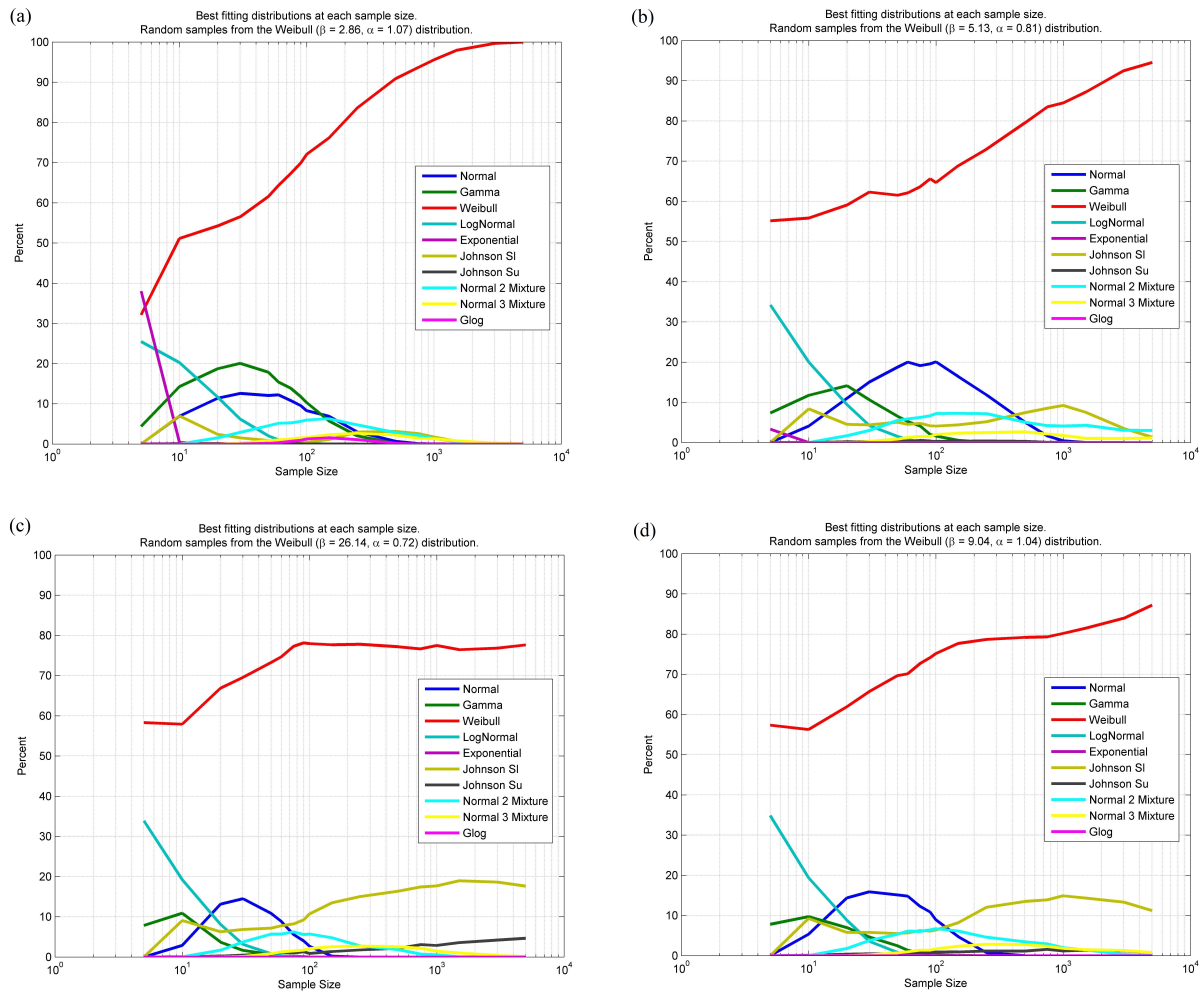 (a)
Best fitting distributions at each sample size.
Random samples from the Weibull (β = 2.86, α = 1.07) distribution.
100
90
80
70
60
50
40
30
20
10
0
Percent
Normal
Gamma
Weibull
LogNormal
Exponential
Johnson Sl
Johnson Su
Normal 2 Mixture
Normal 3 Mixture
Glog
10^0 10^1 10^2 10^3 10^4
Sample Size
(b)
Best fitting distributions at each sample size.
Random samples from the Weibull (β = 5.13, α = 0.81) distribution.
100
90
80
70
60
50
40
30
20
10
0
Percent
Normal
Gamma
Weibull
LogNormal
Exponential
Johnson Sl
Johnson Su
Normal 2 Mixture
Normal 3 Mixture
Glog
10^0 10^1 10^2 10^3 10^4
Sample Size
(c)
Best fitting distributions at each sample size.
Random samples from the Weibull (β = 26.14, α = 0.72) distribution.
100
90
80
70
60
50
40
30
20
10
0
Percent
Normal
Gamma
Weibull
LogNormal
Exponential
Johnson Sl
Johnson Su
Normal 2 Mixture
Normal 3 Mixture
Glog
10^0 10^1 10^2 10^3 10^4
Sample Size
(d)
Best fitting distributions at each sample size.
Random samples from the Weibull (β = 9.04, α = 1.04) distribution.
100
90
80
70
60
50
40
30
20
10
0
Percent
Normal
Gamma
Weibull
LogNormal
Exponential
Johnson Sl
Johnson Su
Normal 2 Mixture
Normal 3 Mixture
Glog
10^0 10^1 10^2 10^3 10^4
Sample Size